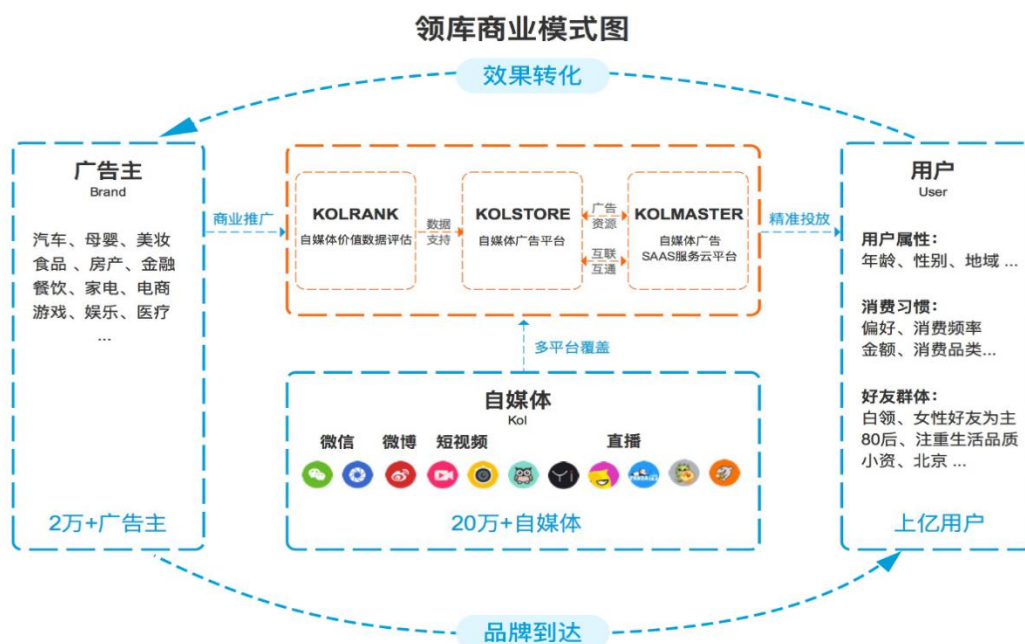 领库商业模式图
效果转化
广告主
Brand
汽车、母婴、美妆
食品 、房产、金融
餐饮、家电、电商
游戏、娱乐、医疗
...
2万+广告主
商业推广
KOLRANK
自媒体价值数据评估
数据
支持
KOLSTORE
自媒体广告平台
广告
资源
互联
互通
KOLMASTER
自媒体广告
SAAS服务云平台
精准投放
多平台覆盖
自媒体
Kol
微信 微博 短视频 直播
20万+自媒体
用户
User
用户属性：
年龄、性别、地域 ...
消费习惯：
偏好、消费频率
金额、消费品类...
好友群体：
白领、女性好友为主
80后、注重生活品质
小资、北京 ...
上亿用户
品牌到达